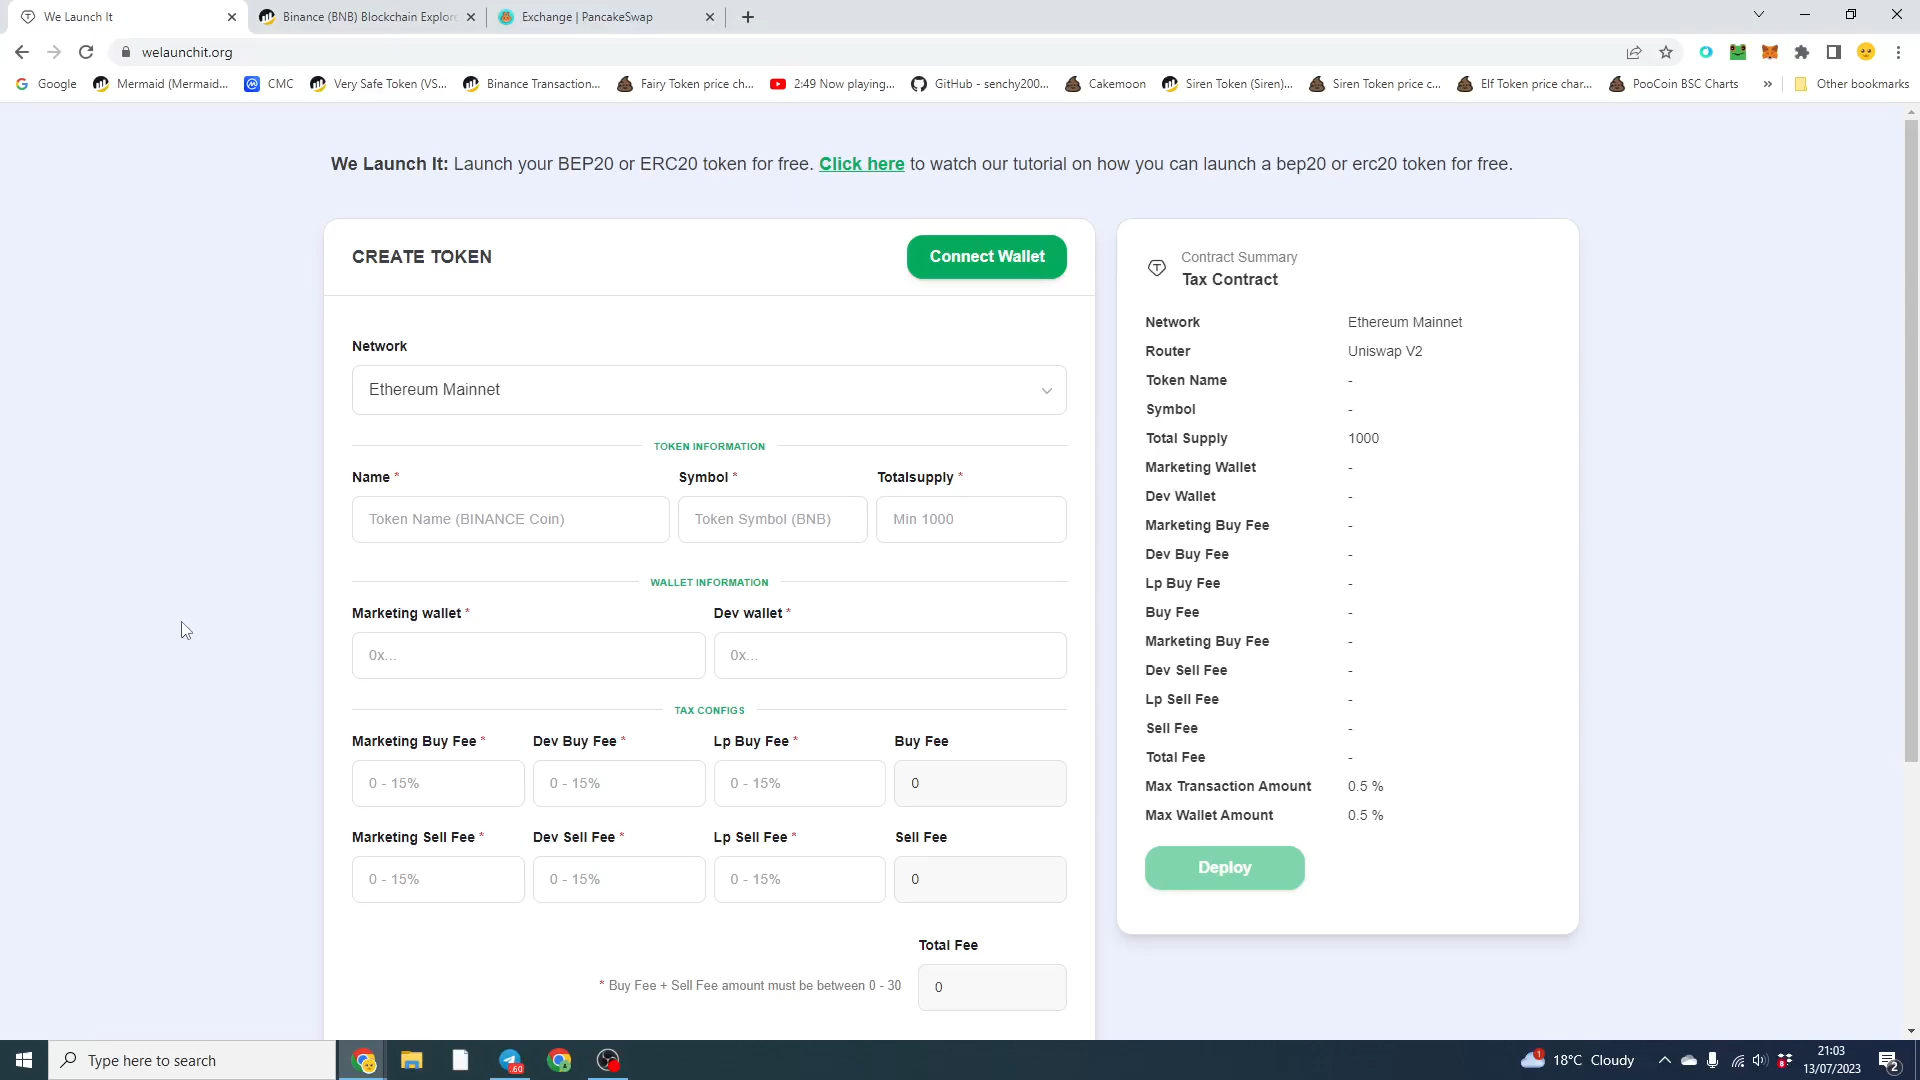 We Launch It
Binance (BNB) Blockchain Explore
Exchange | PancakeSwap
welaunchit.org
Google
Mermaid (Mermaid...
CMC
Very Safe Token (VS...
Binance Transaction...
Fairy Token price ch...
2:49 Now playing...
GitHub - senchy200...
Cakemoon
Siren Token (Siren)...
Siren Token price c...
Elf Token price char...
PooCoin BSC Charts
»
Other bookmarks
We Launch It: Launch your BEP20 or ERC20 token for free. Click here to watch our tutorial on how you can launch a bep20 or erc20 token for free.
CREATE TOKEN
Connect Wallet
Network
Ethereum Mainnet
TOKEN INFORMATION
Name *
Symbol *
Totalsupply *
Token Name (BINANCE Coin)
Token Symbol (BNB)
Min 1000
WALLET INFORMATION
Marketing wallet *
Dev wallet *
0x...
0x...
TAX CONFIGS
Marketing Buy Fee *
Dev Buy Fee *
Lp Buy Fee *
Buy Fee
0 - 15%
0 - 15%
0 - 15%
0
Marketing Sell Fee *
Dev Sell Fee *
Lp Sell Fee *
Sell Fee
0 - 15%
0 - 15%
0 - 15%
0
Total Fee
* Buy Fee + Sell Fee amount must be between 0 - 30
0
Contract Summary
Tax Contract
Network Ethereum Mainnet
Router Uniswap V2
Token Name -
Symbol -
Total Supply 1000
Marketing Wallet -
Dev Wallet -
Marketing Buy Fee -
Dev Buy Fee -
Lp Buy Fee -
Buy Fee -
Marketing Buy Fee -
Dev Sell Fee -
Lp Sell Fee -
Sell Fee -
Total Fee -
Max Transaction Amount 0.5 %
Max Wallet Amount 0.5 %
Deploy
Type here to search
.60
1
18°C Cloudy
21:03
13/07/2023
2